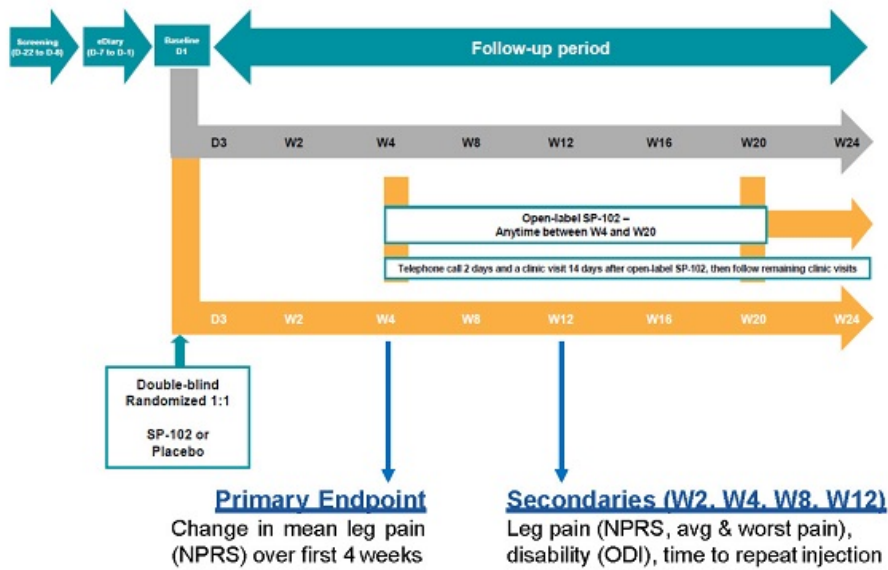 Screening
(D-22 to D-8)
eDiary
(D-7 to D-1)
Baseline
D1
Follow-up period
D3 W2 W4 W8 W12 W16 W20 W24
Open-label SP-102 –
Anytime between W4 and W20
Telephone call 2 days and a clinic visit 14 days after open-label SP-102, then follow remaining clinic visits
D3 W2 W4 W8 W12 W16 W20 W24
Double-blind
Randomized 1:1
SP-102 or
Placebo
Primary Endpoint
Change in mean leg pain
(NPRS) over first 4 weeks
Secondaries (W2, W4, W8, W12)
Leg pain (NPRS, avg & worst pain),
disability (ODI), time to repeat injection